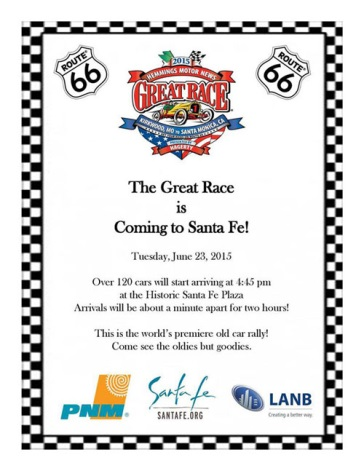 ROUTE
66
2015
HEMMINGS MOTOR NEWS
GREAT RACE
KIRKWOOD, MO TO SANTA MONICA, CA
PRESENTED BY
HAGERTY
ROUTE
66
The Great Race
is
Coming to Santa Fe!
Tuesday, June 23, 2015
Over 120 cars will start arriving at 4:45 pm
at the Historic Santa Fe Plaza
Arrivals will be about a minute apart for two hours!
This is the world's premiere old car rally!
Come see the oldies but goodies.
PNM
Santa Fe
SANTAFE.ORG
LANB
Creating a better way.